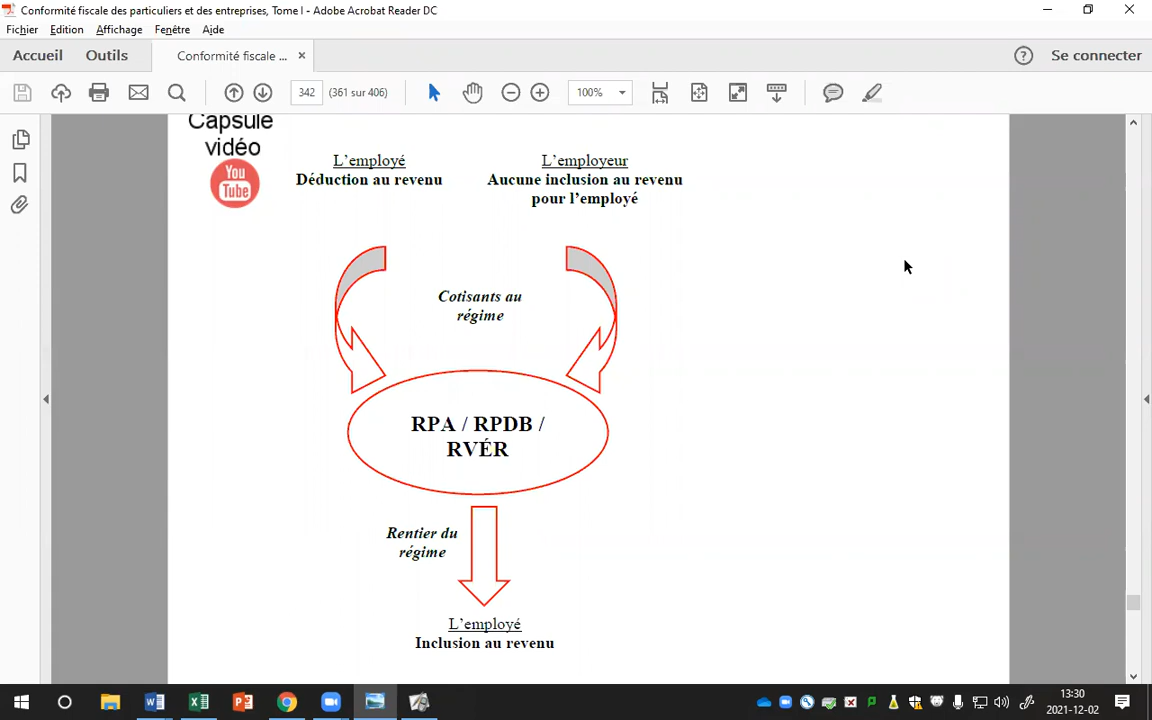 Conformité fiscale des particuliers et des entreprises, Tome I - Adobe Acrobat Reader DC
Fichier Edition Affichage Fenêtre Aide
Accueil Outils Conformité fiscale ... × ? Se connecter
342 (361 sur 406) 100%
Capsule
vidéo
You
Tube
L'employé
Déduction au revenu
L'employeur
Aucune inclusion au revenu
pour l'employé
Cotisants au
régime
RPA / RPDB /
RVÉR
Rentier du
régime
L'employé
Inclusion au revenu
13:30
2021-12-02